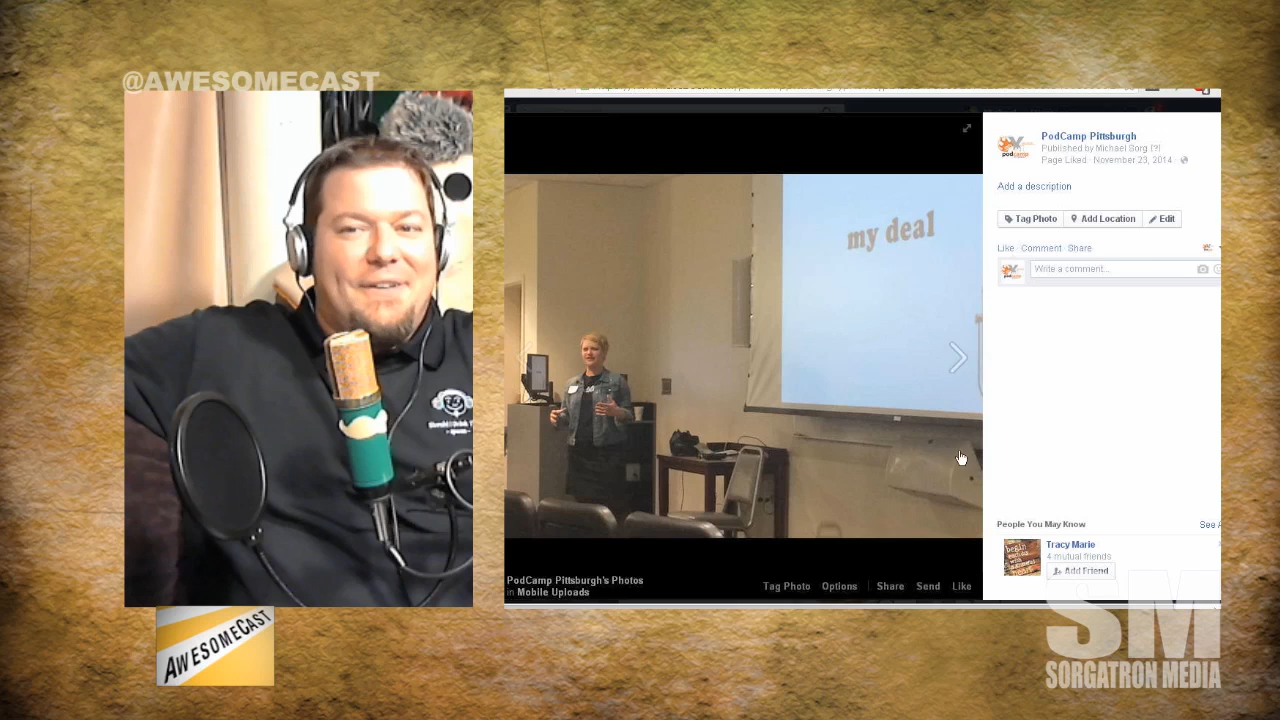 @AWESOMECAST
my deal
PodCamp Pittsburgh
Published by Michael Sorg [?]
Page Liked · November 23, 2014 ·
Add a description
Tag Photo
Add Location
Edit
Like · Comment · Share
Write a comment...
People You May Know
See
Tracy Marie
4 mutual friends
Add Friend
PodCamp Pittsburgh's Photos
in Mobile Uploads
Tag Photo
Options
Share
Send
Like
AWESOMECAST
SM
SORGATRON MEDIA